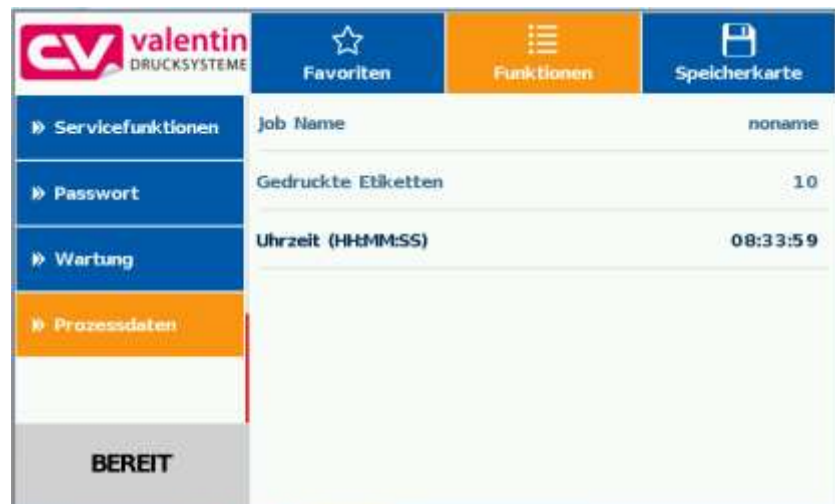 CV valentin
DRUCKSYSTEME
Favoriten
Funktionen
Speicherkarte
» Servicefunktionen
» Passwort
» Wartung
» Prozessdaten
Job Name noname
Gedruckte Etiketten 10
Uhrzeit (HH:MM:SS) 08:33:59
BEREIT